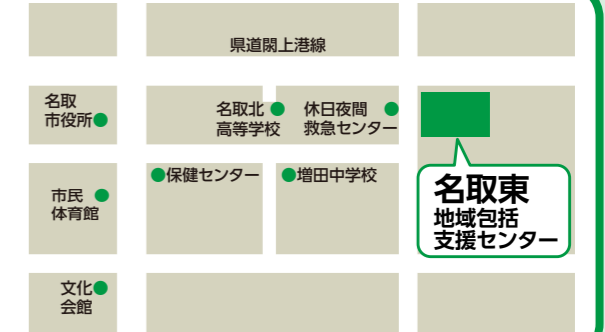 県道閖上港線
名取
市役所
名取北
高等学校
休日夜間
救急センター
保健センター
増田中学校
市民
体育館
名取東
地域包括
支援センター
文化
会館